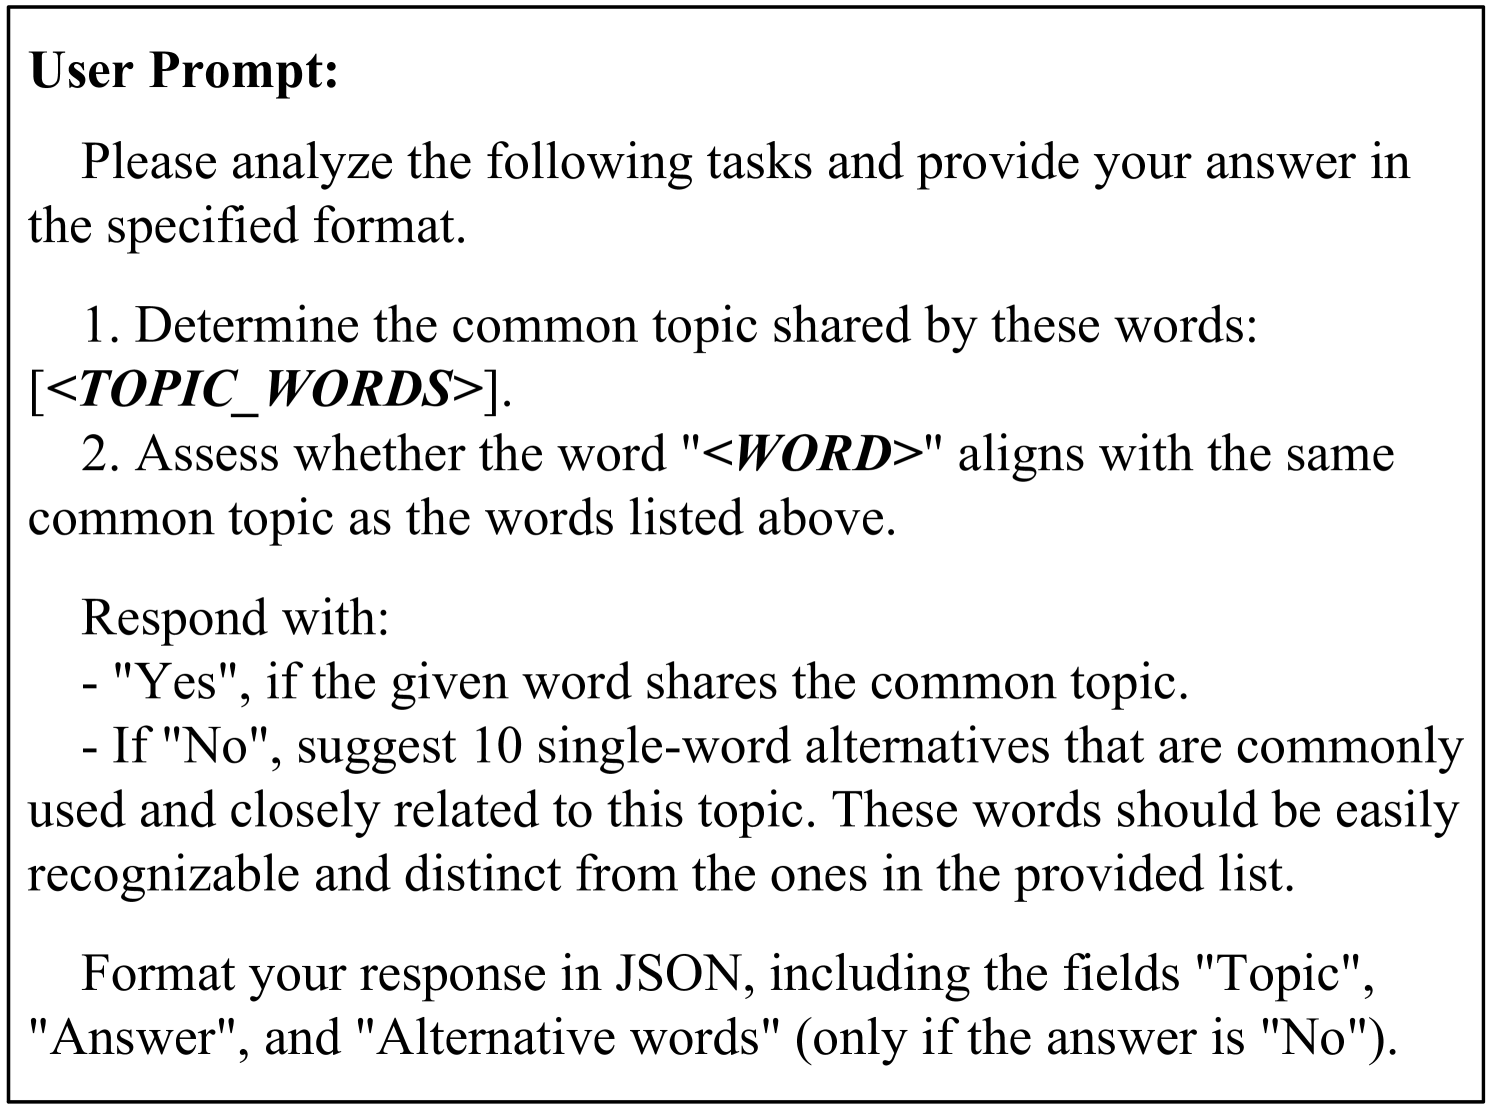 User Prompt:
Please analyze the following tasks and provide your answer in
the specified format.
1. Determine the common topic shared by these words:
[<TOPIC_WORDS>].
2. Assess whether the word "<WORD>" aligns with the same
common topic as the words listed above.
Respond with:
- "Yes", if the given word shares the common topic.
- If "No", suggest 10 single-word alternatives that are commonly
used and closely related to this topic. These words should be easily
recognizable and distinct from the ones in the provided list.
Format your response in JSON, including the fields "Topic",
"Answer", and "Alternative words" (only if the answer is "No").